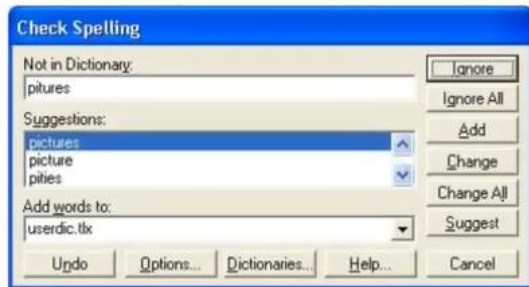 Check Spelling
Not in Dictionary:
pitures
Suggestions:
pictures
picture
pities
Add words to:
userdic.tlx
Ignore
Ignore All
Add
Change
Change All
Suggest
Undo
Options...
Dictionaries...
Help...
Cancel